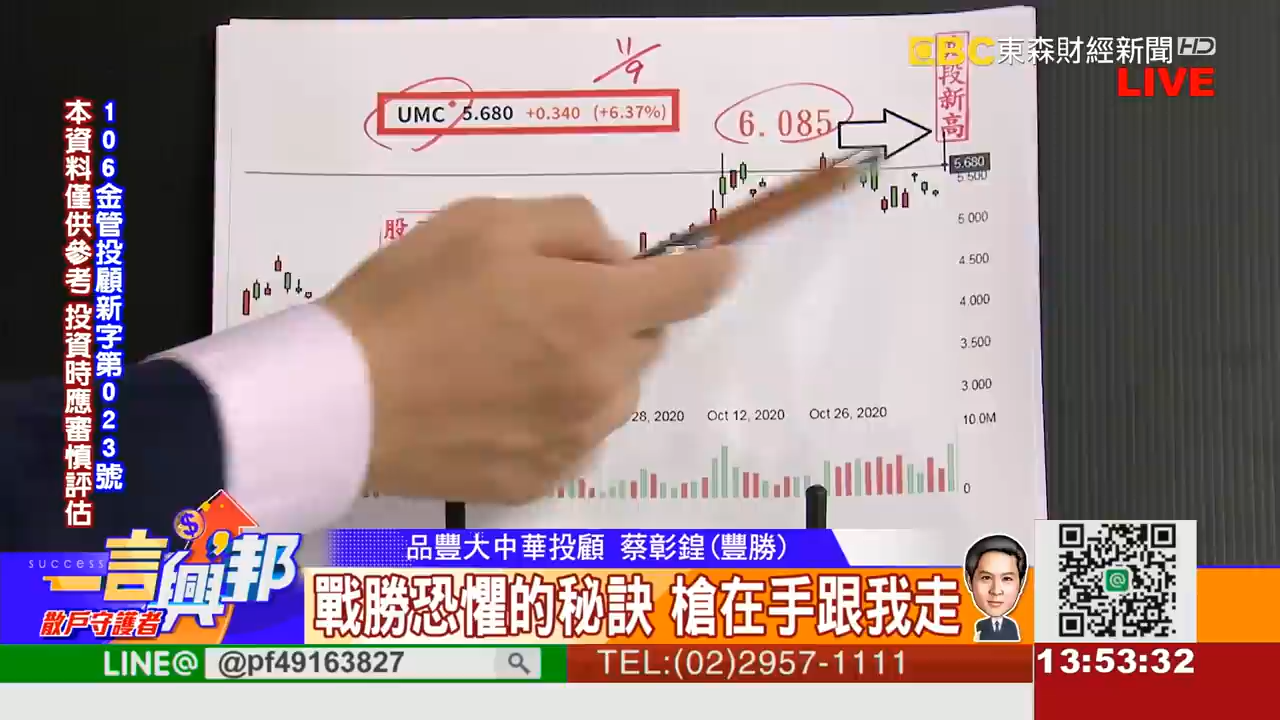 EBC 東森財經新聞 HD
LIVE
106金管投顧新字第023號
本資料僅供參考 投資時應審慎評估
11/9
UMC 5.680 +0.340 (+6.37%)
6.085
段新高
股
5.680
5.500
5.000
4.500
4.000
3.500
3.000
28, 2020 Oct 12, 2020 Oct 26, 2020
10.0M
0
品豐大中華投顧 蔡彰鍠(豐勝)
success
一言興邦
散戶守護者
戰勝恐懼的秘訣 槍在手跟我走
LINE@ @pf49163827
TEL:(02)2957-1111
13:53:32